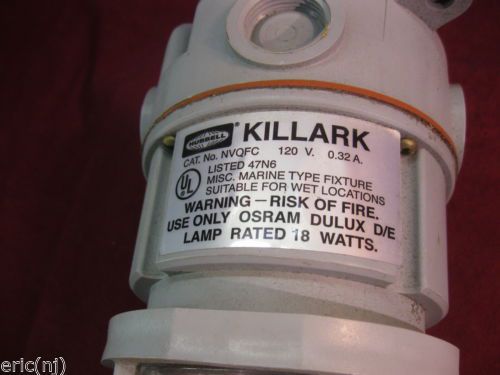 HUBBELL
® KILLARK
CAT. No. NVQFC 120 V. 0.32 A.
UL ®
LISTED 47N6
MISC. MARINE TYPE FIXTURE
SUITABLE FOR WET LOCATIONS
WARNING — RISK OF FIRE.
USE ONLY OSRAM DULUX D/E
LAMP RATED 18 WATTS.
eric(nj)